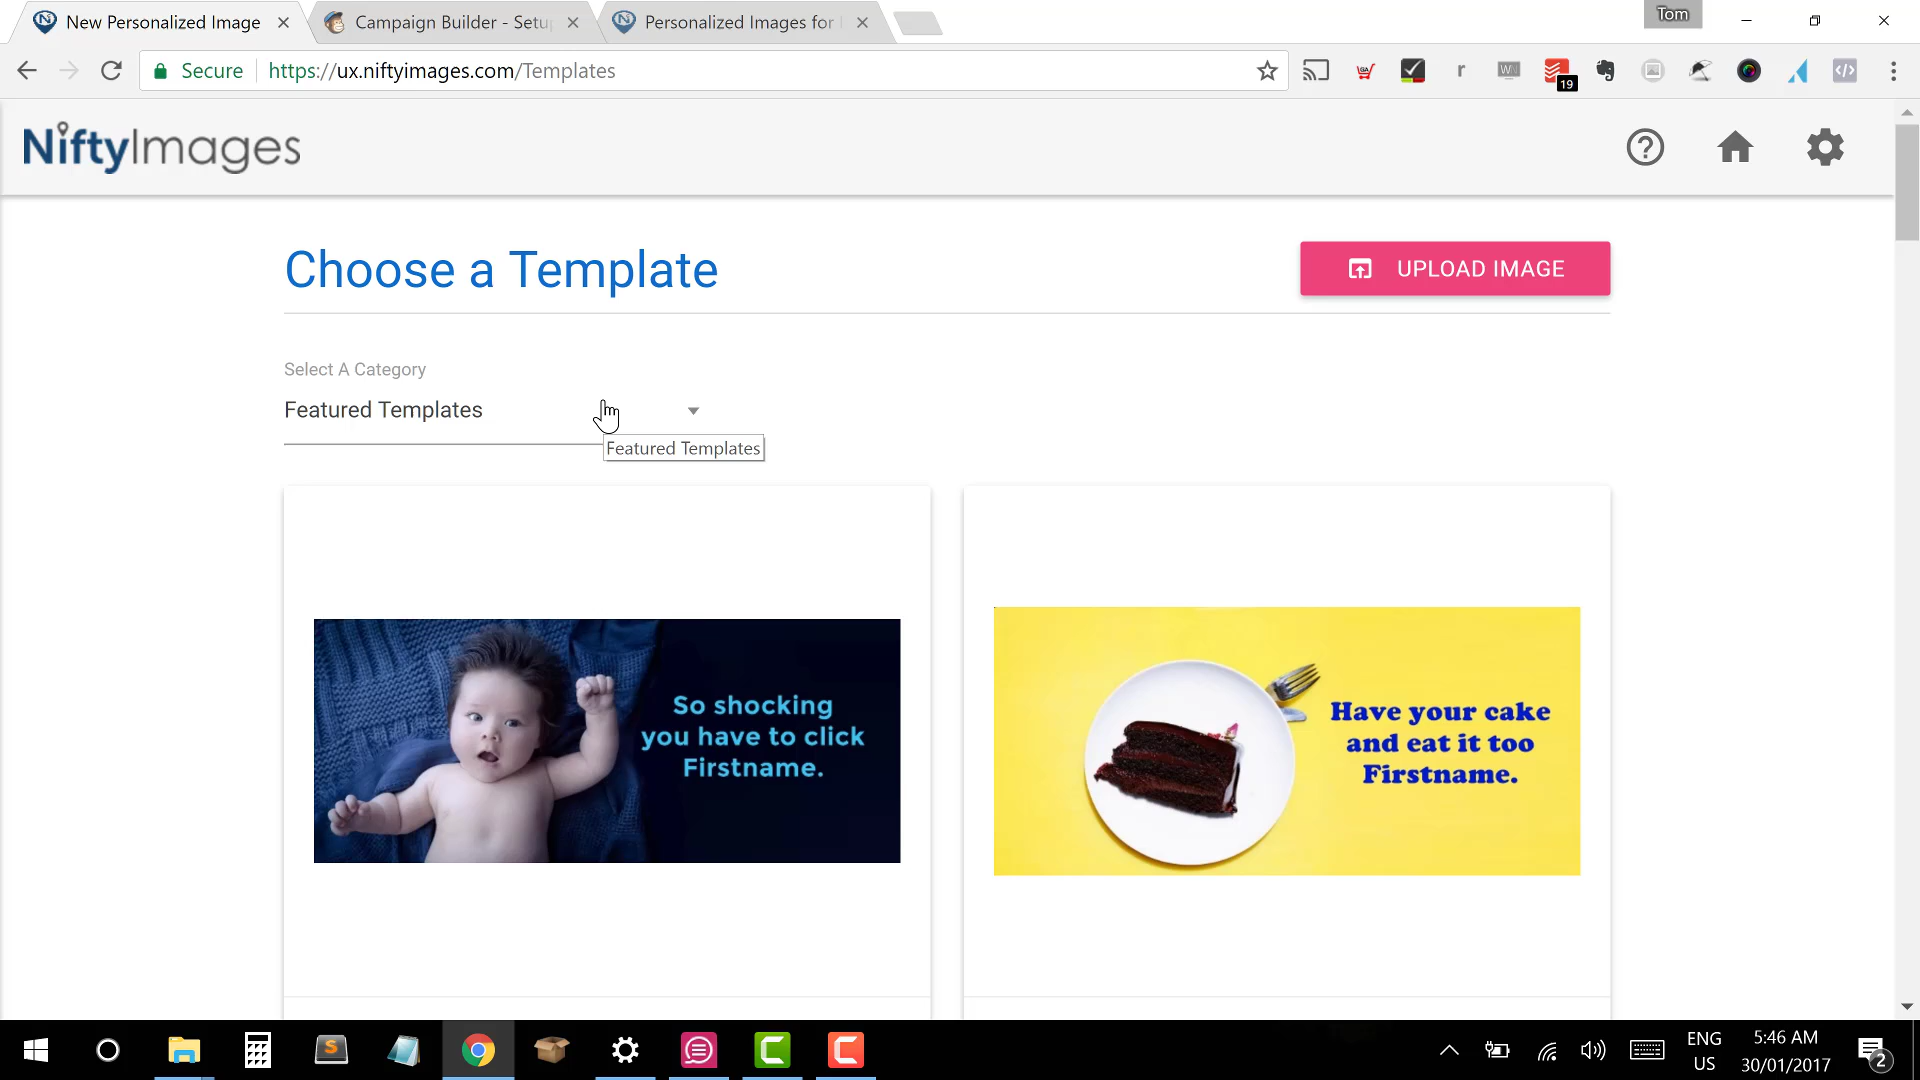 New Personalized Image
Campaign Builder - Setu
Personalized Images for
Tom
Secure
https://ux.niftyimages.com/Templates
19
NiftyImages
Choose a Template
UPLOAD IMAGE
Select A Category
Featured Templates
Featured Templates
So shocking
you have to click
Firstname.
Have your cake
and eat it too
Firstname.
ENG
US
5:46 AM
30/01/2017
2